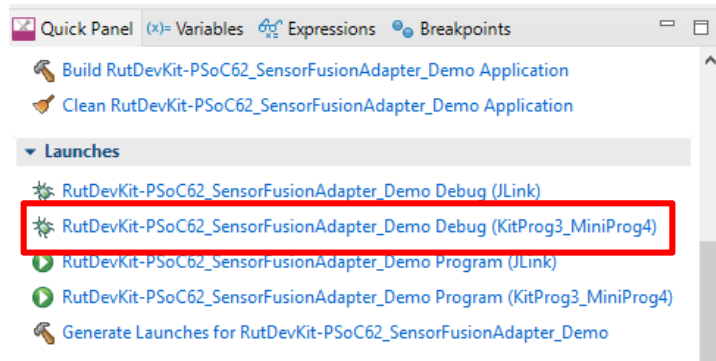 Quick Panel (x)= Variables Expressions Breakpoints
Build RutDevKit-PSoC62_SensorFusionAdapter_Demo Application
Clean RutDevKit-PSoC62_SensorFusionAdapter_Demo Application
Launches
RutDevKit-PSoC62_SensorFusionAdapter_Demo Debug (JLink)
RutDevKit-PSoC62_SensorFusionAdapter_Demo Debug (KitProg3_MiniProg4)
RutDevKit-PSoC62_SensorFusionAdapter_Demo Program (JLink)
RutDevKit-PSoC62_SensorFusionAdapter_Demo Program (KitProg3_MiniProg4)
Generate Launches for RutDevKit-PSoC62_SensorFusionAdapter_Demo